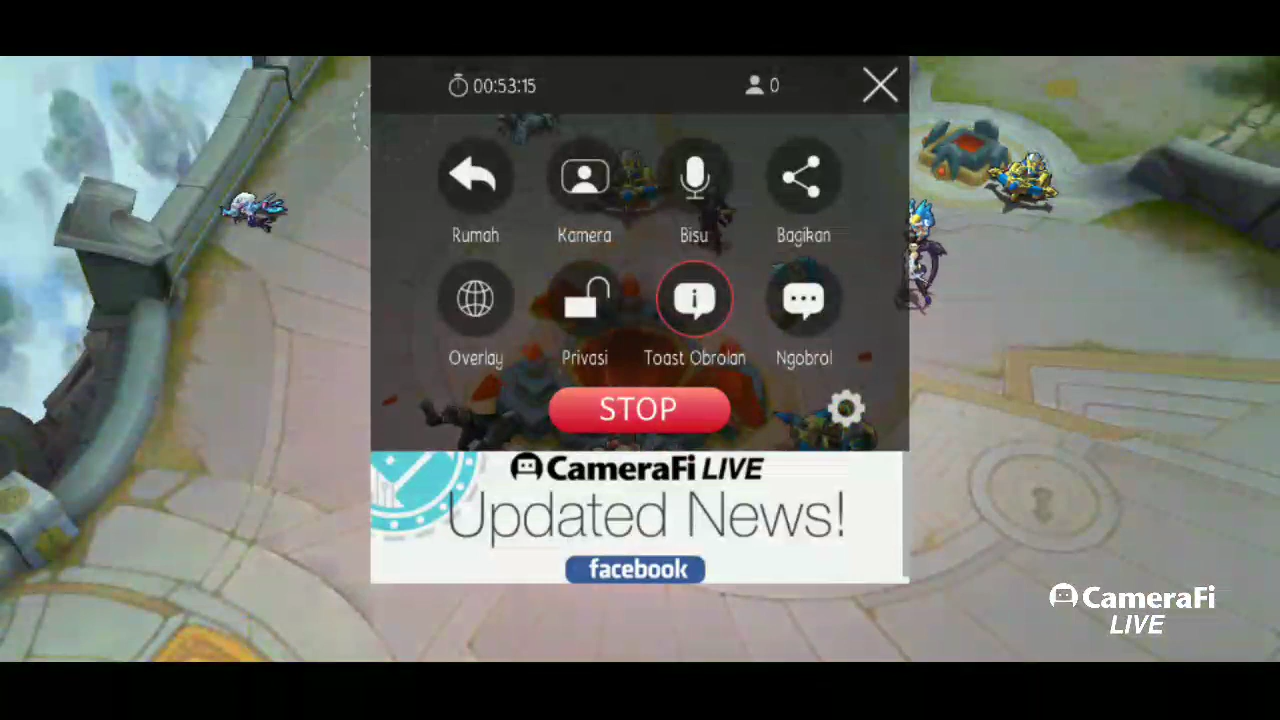 00:53:15
0
Rumah
Kamera
Bisu
Bagikan
Overlay
Privasi
Toast Obrolan
Ngobrol
STOP
CameraFi LIVE
Updated News!
facebook
CameraFi
LIVE